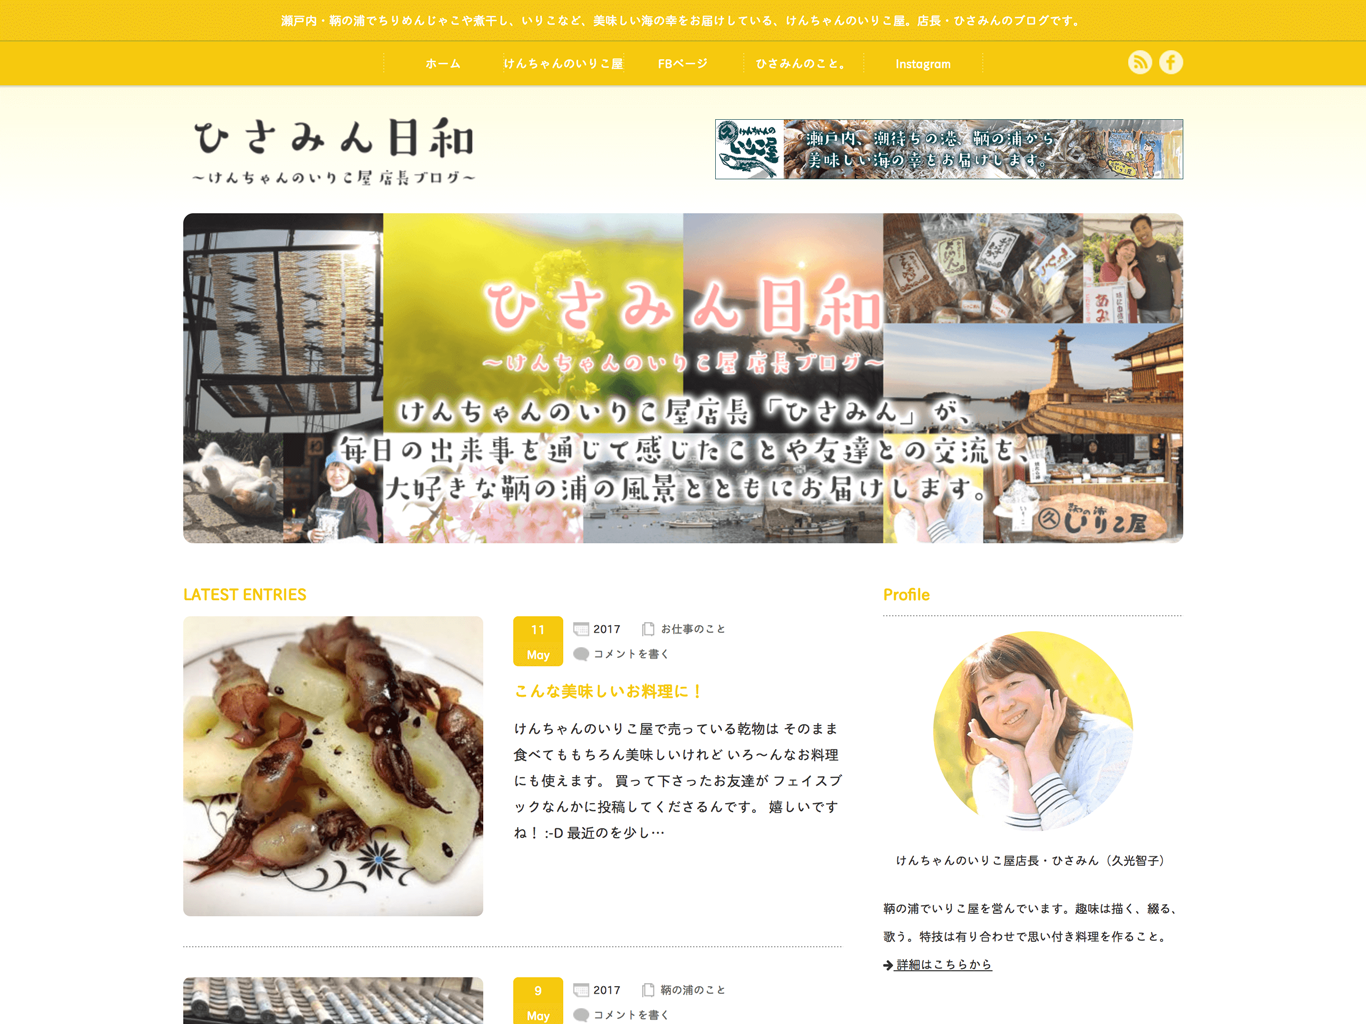 瀬戸内・鞆の浦でちりめんじゃこや煮干し、いりこなど、美味しい海の幸をお届けしている、けんちゃんのいりこ屋。店長・ひさみんのブログです。
ホーム けんちゃんのいりこ屋 FBページ ひさみんのこと。 Instagram
ひさみん日和
〜けんちゃんのいりこ屋 店長ブログ〜
けんちゃんの
いりこ屋
瀬戸内、潮待ちの港、鞆の浦から
美味しい海の幸をお届けします。
ひさみん日和
〜けんちゃんのいりこ屋 店長ブログ〜
けんちゃんのいりこ屋店長「ひさみん」が、
毎日の出来事を通じて感じたことや友達との交流を、
大好きな鞆の浦の風景とともにお届けします。
鞆の浦
久 いりこ屋
LATEST ENTRIES
11
May
2017 お仕事のこと
コメントを書く
こんな美味しいお料理に！
けんちゃんのいりこ屋で売っている乾物は そのまま
食べてももちろん美味しいけれど いろ〜んなお料理
にも使えます。 買って下さったお友達が フェイスブ
ックなんかに投稿してくださるんです。 嬉しいです
ね！ :-D 最近のを少し…
9
May
2017 鞆の浦のこと
コメントを書く
Profile
けんちゃんのいりこ屋店長・ひさみん（久光智子）
鞆の浦でいりこ屋を営んでいます。趣味は描く、綴る、
歌う。特技は有り合わせで思い付き料理を作ること。
詳細はこちらから